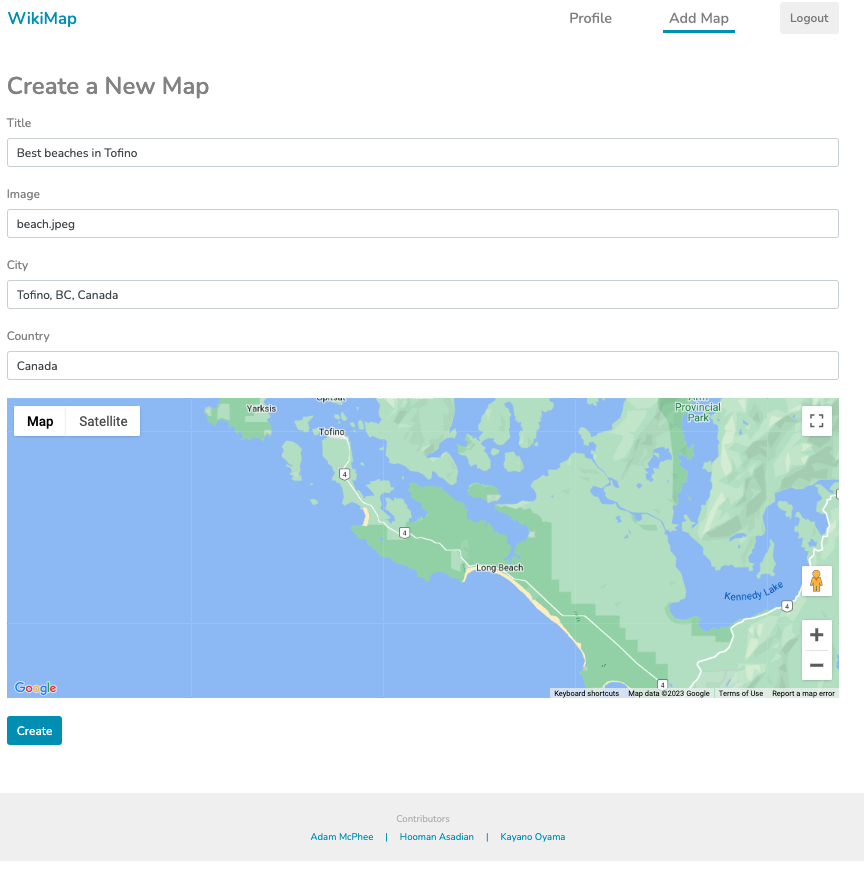 WikiMap Profile Add Map Logout
Create a New Map
Title
Best beaches in Tofino
Image
beach.jpeg
City
Tofino, BC, Canada
Country
Canada
Map Satellite
Yarksis
Tofino
Provincial
Park
4
4
Long Beach
Kennedy Lake
4
4
Google
Keyboard shortcuts Map data ©2023 Google Terms of Use Report a map error
Create
Contributors
Adam McPhee | Hooman Asadian | Kayano Oyama